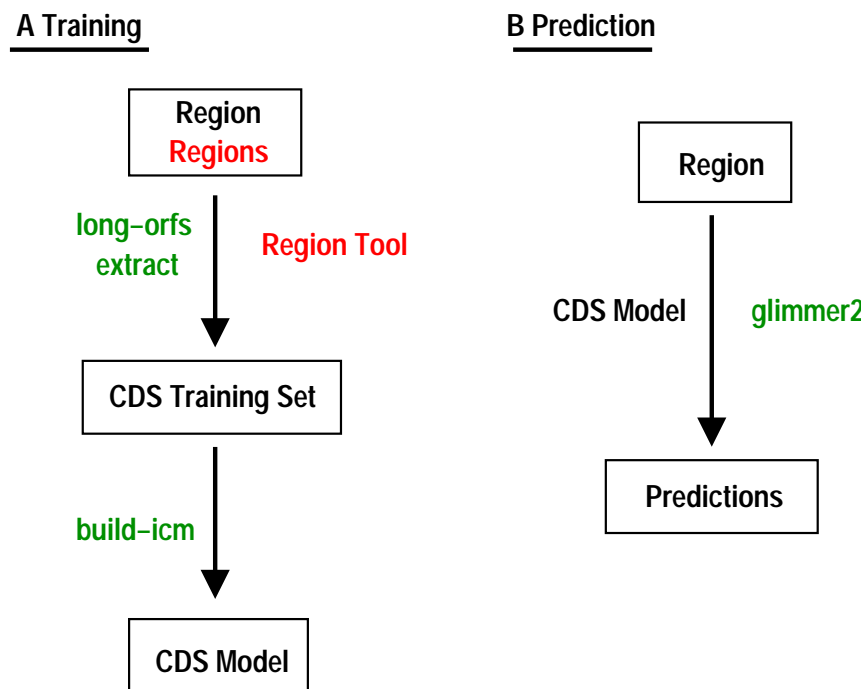 A Training
Region
Regions
long–orfs
extract
Region Tool
CDS Training Set
build–icm
CDS Model
B Prediction
Region
CDS Model
glimmer2
Predictions